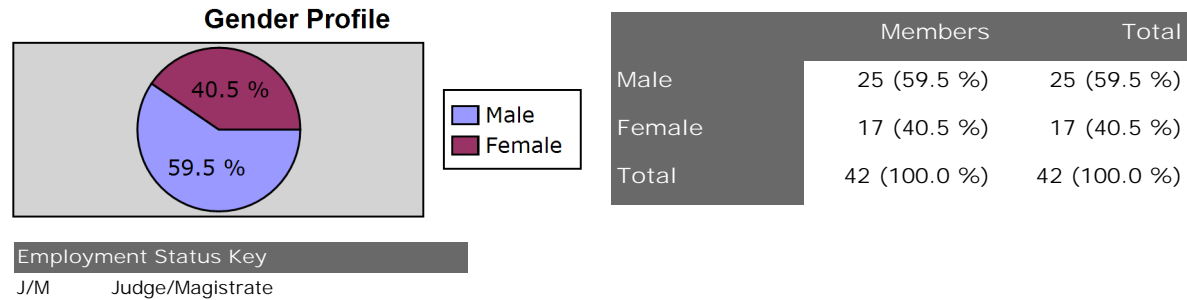 Gender Profile
40.5 %
59.5 %
Male
Female
Members Total
Male 25 (59.5 %) 25 (59.5 %)
Female 17 (40.5 %) 17 (40.5 %)
Total 42 (100.0 %) 42 (100.0 %)
Employment Status Key
J/M Judge/Magistrate